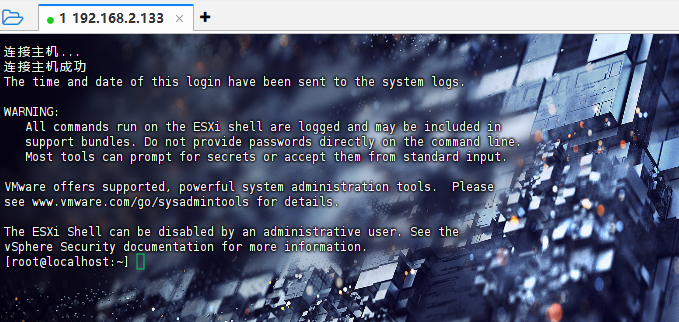 1 192.168.2.133
连接主机...
连接主机成功
The time and date of this login have been sent to the system logs.
WARNING:
All commands run on the ESXi shell are logged and may be included in
support bundles. Do not provide passwords directly on the command line.
Most tools can prompt for secrets or accept them from standard input.
VMware offers supported, powerful system administration tools.  Please
see www.vmware.com/go/sysadmintools for details.
The ESXi Shell can be disabled by an administrative user. See the
vSphere Security documentation for more information.
[root@localhost:~]